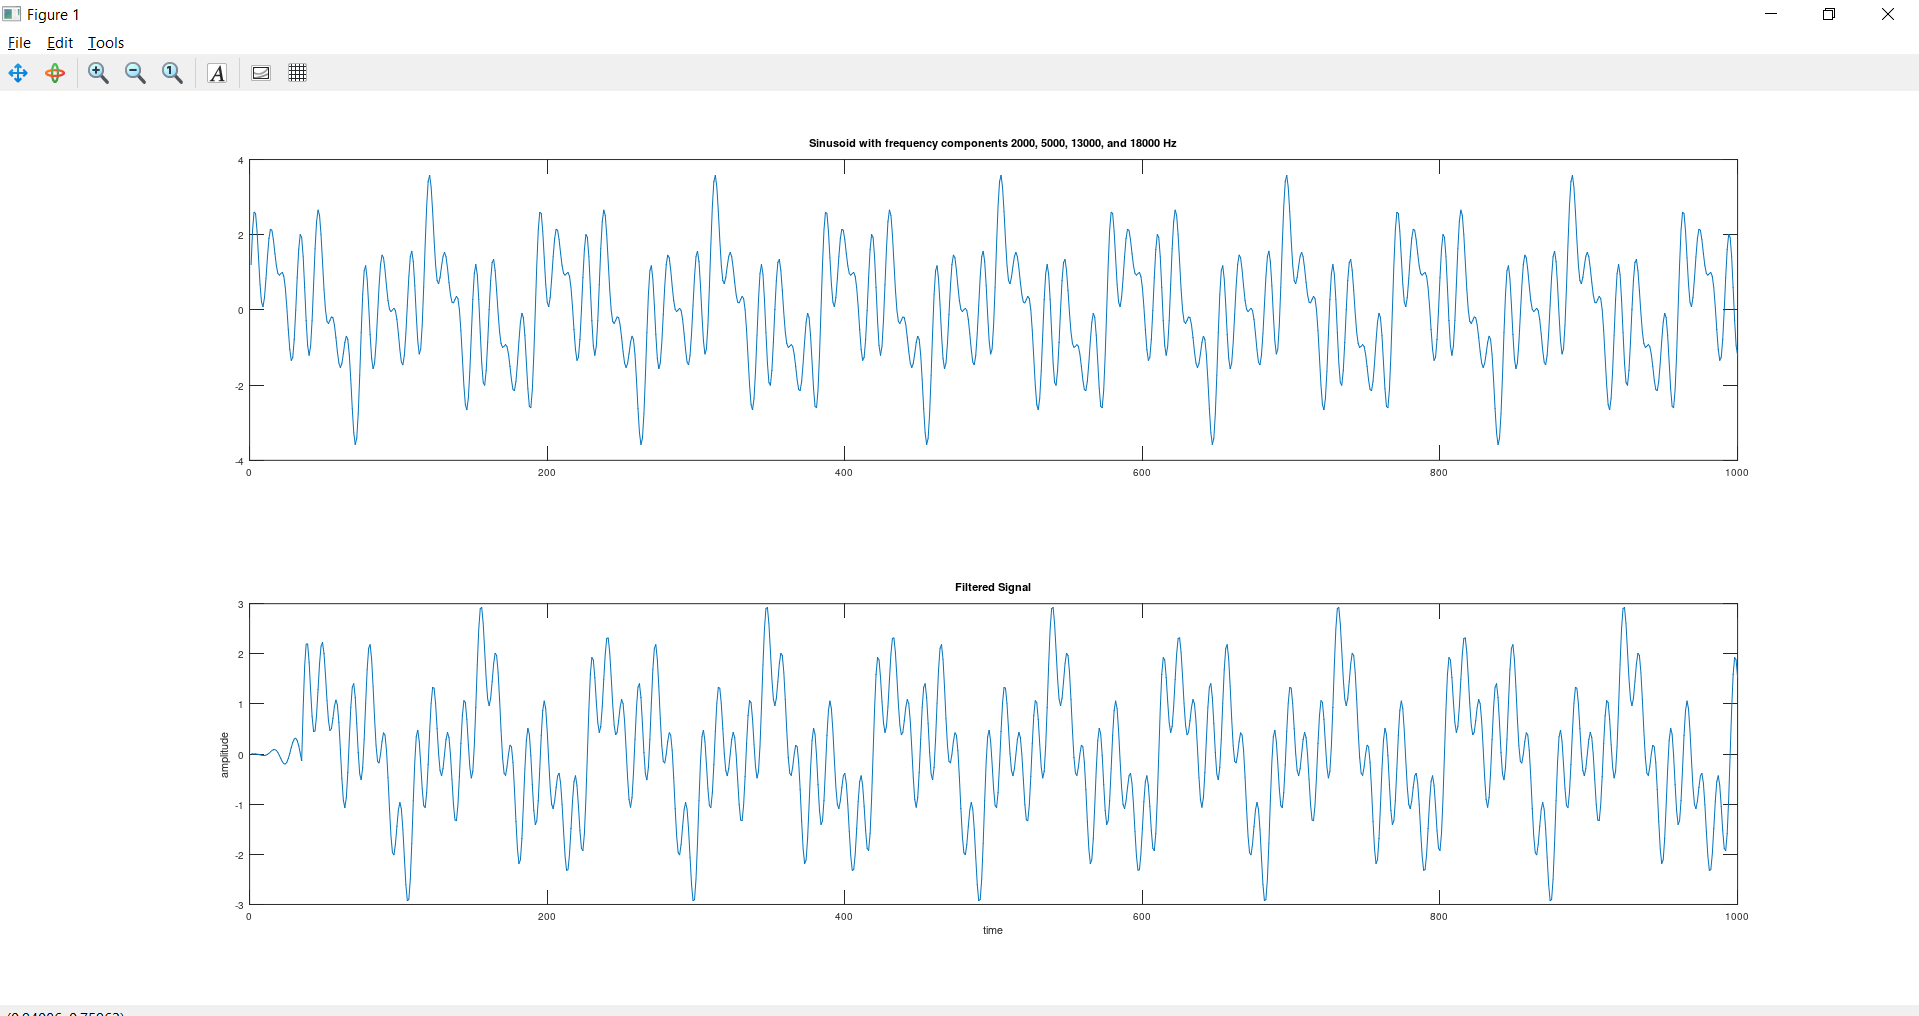 Figure 1
File Edit Tools
A
Sinusoid with frequency components 2000, 5000, 13000, and 18000 Hz
4
2
0
-2
-4
0 200 400 600 800 1000
Filtered Signal
3
2
1
0
-1
-2
-3
amplitude
0 200 400 600 800 1000
time